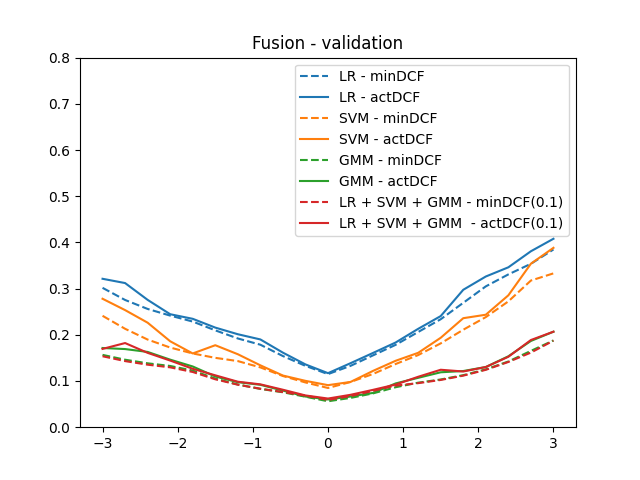 Fusion - validation
0.8
0.7
0.6
0.5
0.4
0.3
0.2
0.1
0.0
LR - minDCF
LR - actDCF
SVM - minDCF
SVM - actDCF
GMM - minDCF
GMM - actDCF
LR + SVM + GMM - minDCF(0.1)
LR + SVM + GMM  - actDCF(0.1)
−3 −2 −1 0 1 2 3